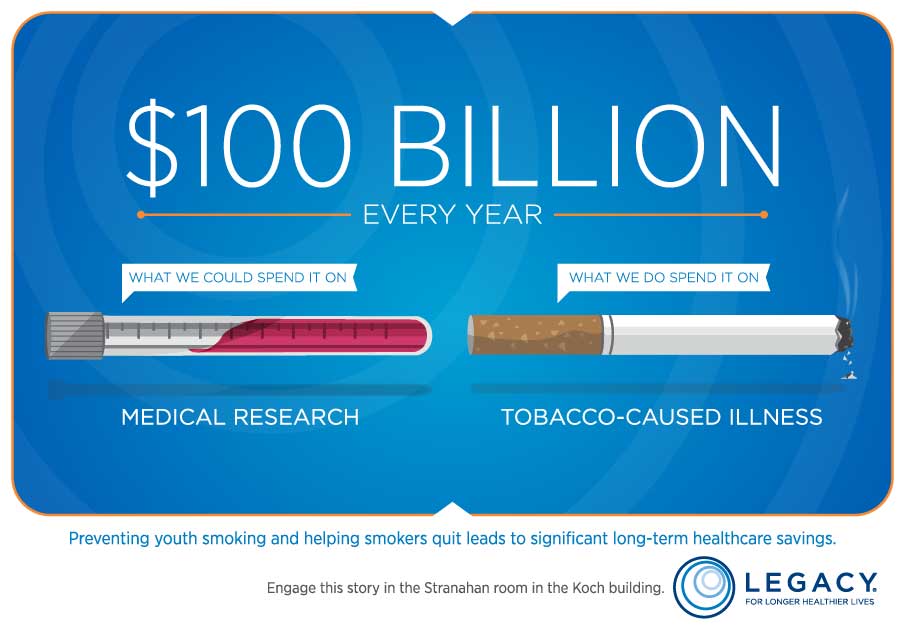 $100 BILLION
EVERY YEAR
WHAT WE COULD SPEND IT ON
WHAT WE DO SPEND IT ON
MEDICAL RESEARCH
TOBACCO-CAUSED ILLNESS
Preventing youth smoking and helping smokers quit leads to significant long-term healthcare savings.
Engage this story in the Stranahan room in the Koch building.
LEGACY®
FOR LONGER HEALTHIER LIVES